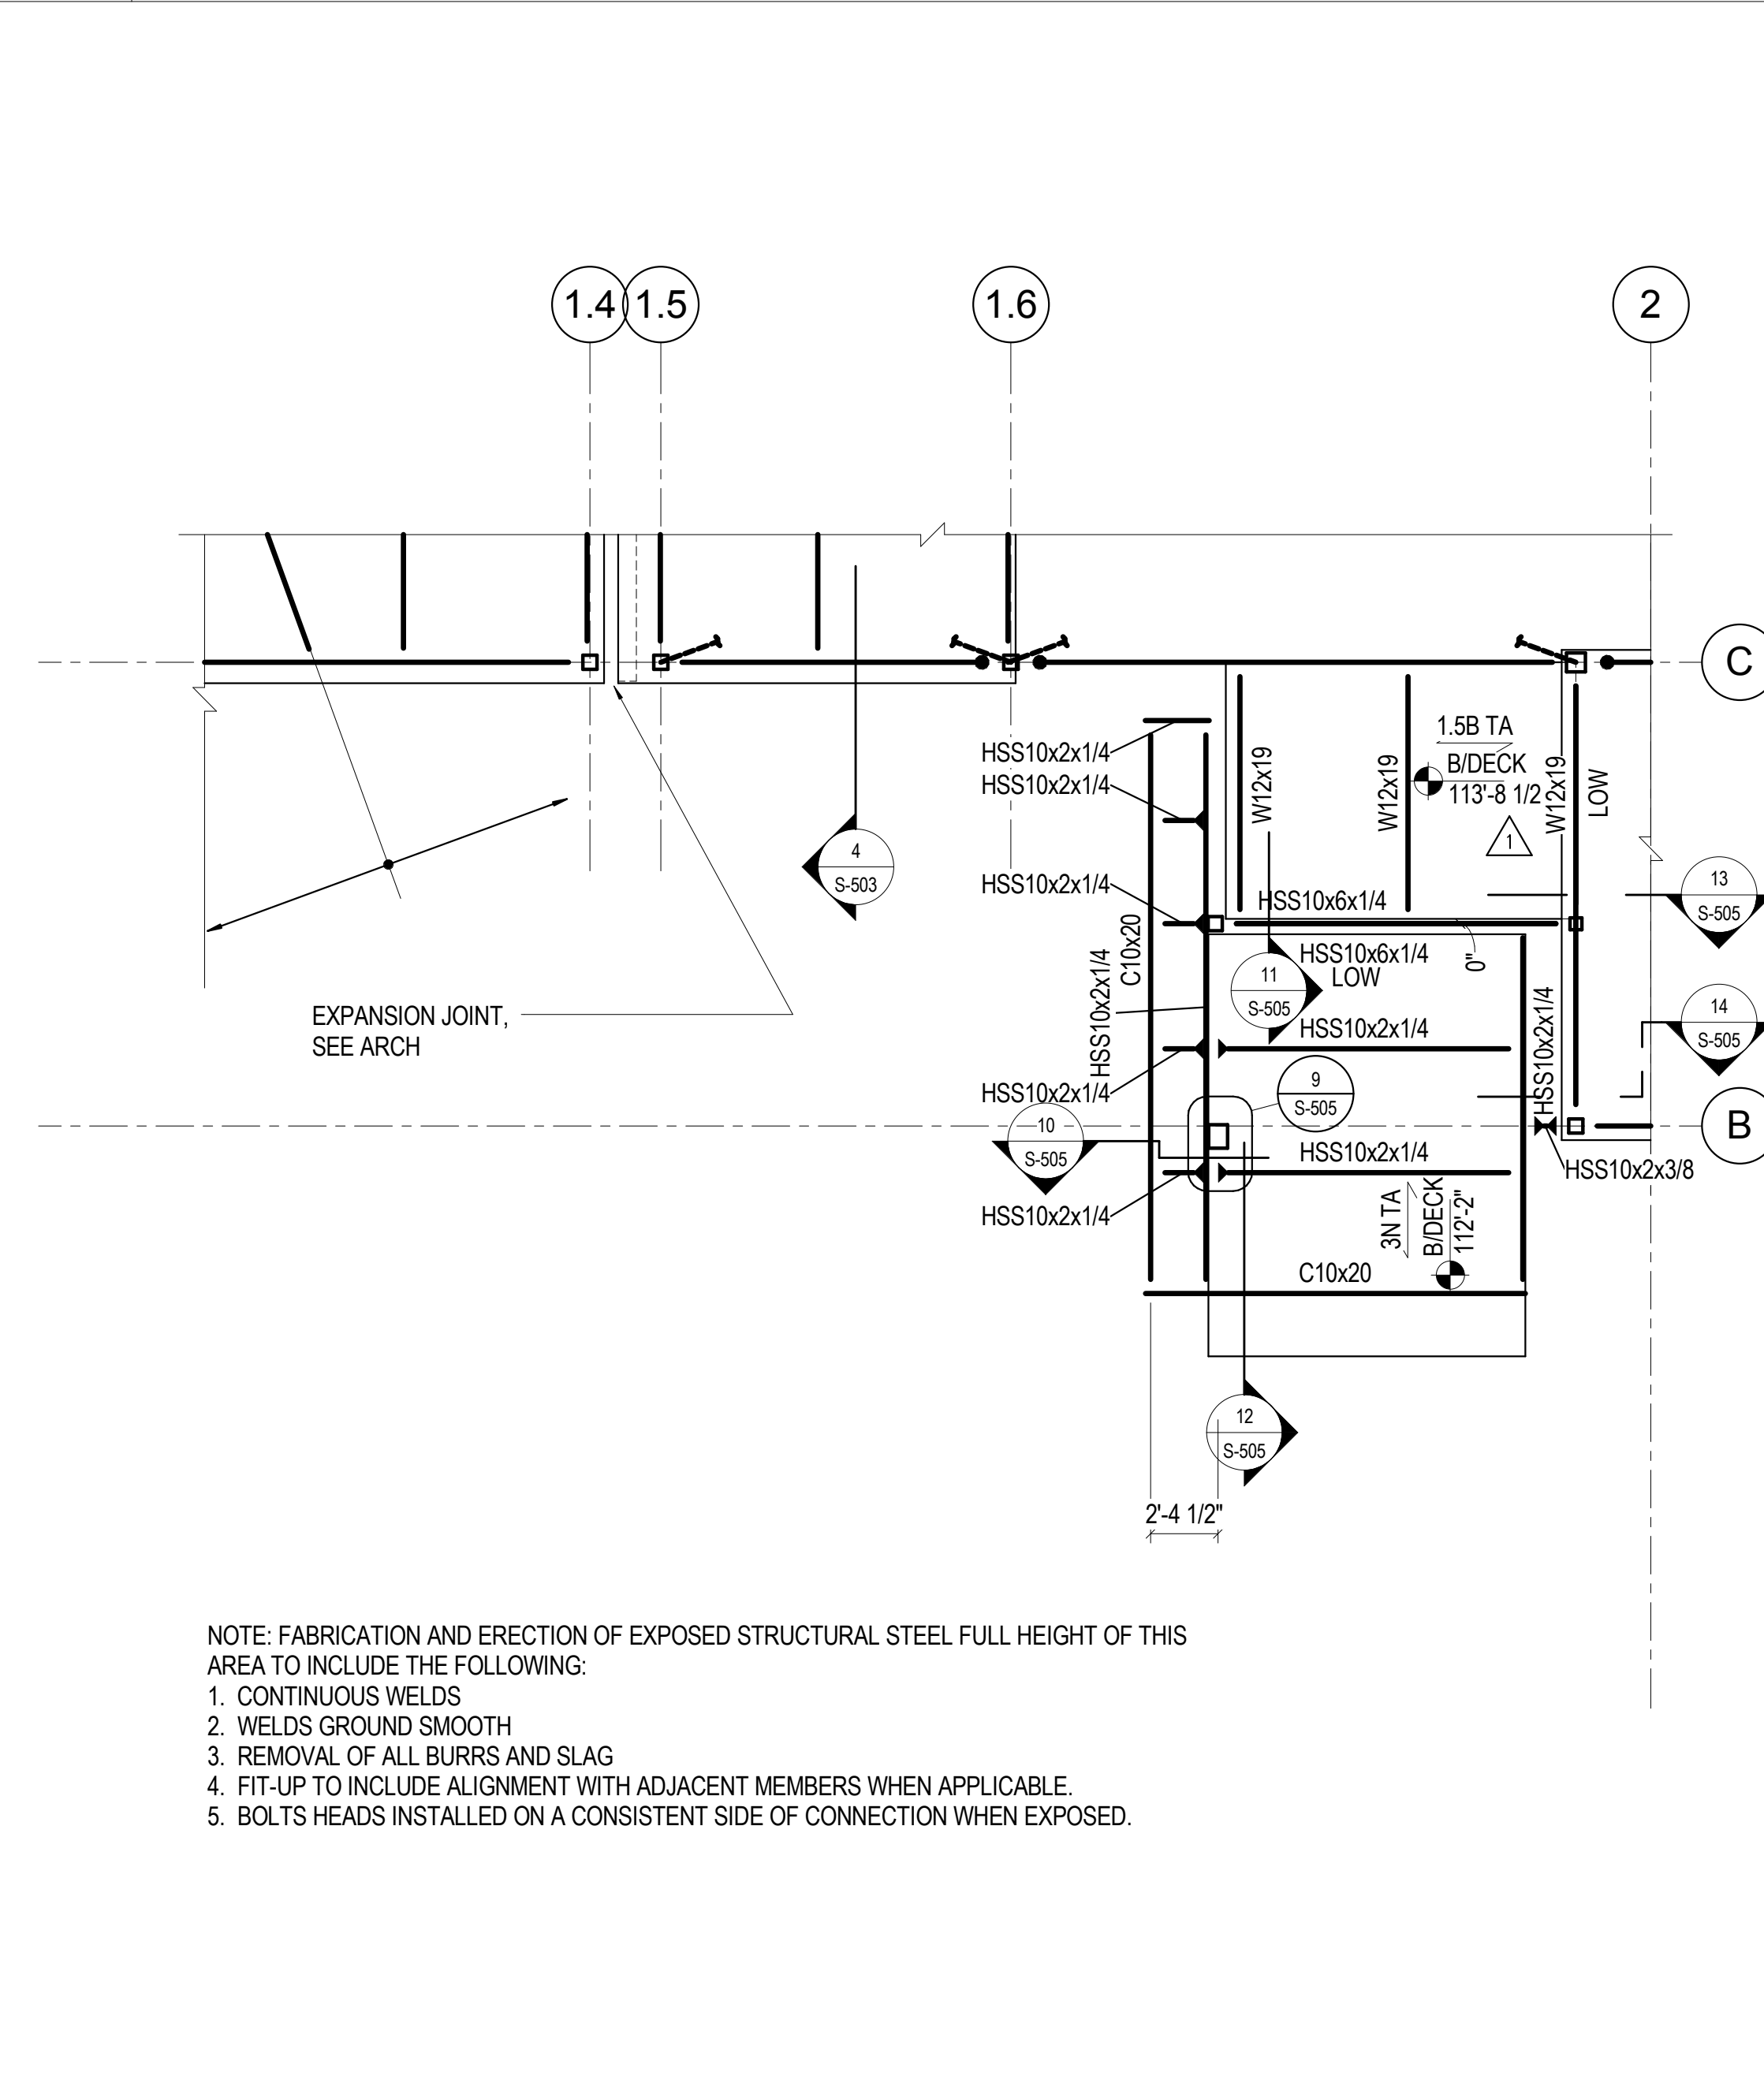 1.4
1.5
1.6
2
C
HSS10x2x1/4
HSS10x2x1/4
W12x19
W12x19
1.5B TA
B/DECK
113'-8 1/2
W12x19
LOW
1
4
S-503
HSS10x2x1/4
HSS10x6x1/4
13
S-505
C10x20
HSS10x2x1/4
HSS10x6x1/4
LOW
0"
11
S-505
EXPANSION JOINT,
SEE ARCH
HSS10x2x1/4
HSS10x2x1/4
14
S-505
HSS10x2x1/4
9
S-505
10
S-505
B
HSS10x2x1/4
HSS10x2x3/8
HSS10x2x1/4
3N TA
B/DECK
112'-2"
C10x20
12
S-505
2'-4 1/2"
NOTE: FABRICATION AND ERECTION OF EXPOSED STRUCTURAL STEEL FULL HEIGHT OF THIS
AREA TO INCLUDE THE FOLLOWING:
1. CONTINUOUS WELDS
2. WELDS GROUND SMOOTH
3. REMOVAL OF ALL BURRS AND SLAG
4. FIT-UP TO INCLUDE ALIGNMENT WITH ADJACENT MEMBERS WHEN APPLICABLE.
5. BOLTS HEADS INSTALLED ON A CONSISTENT SIDE OF CONNECTION WHEN EXPOSED.